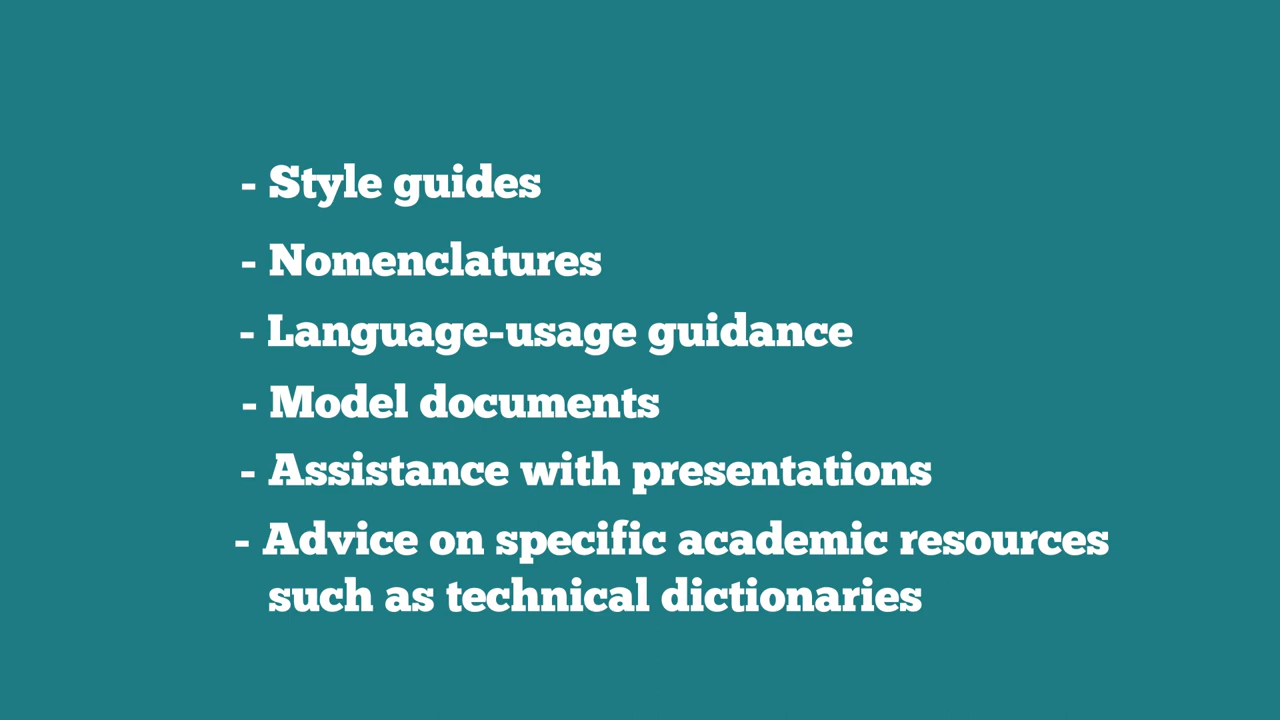 - Style guides
- Nomenclatures
- Language-usage guidance
- Model documents
- Assistance with presentations
- Advice on specific academic resources
such as technical dictionaries